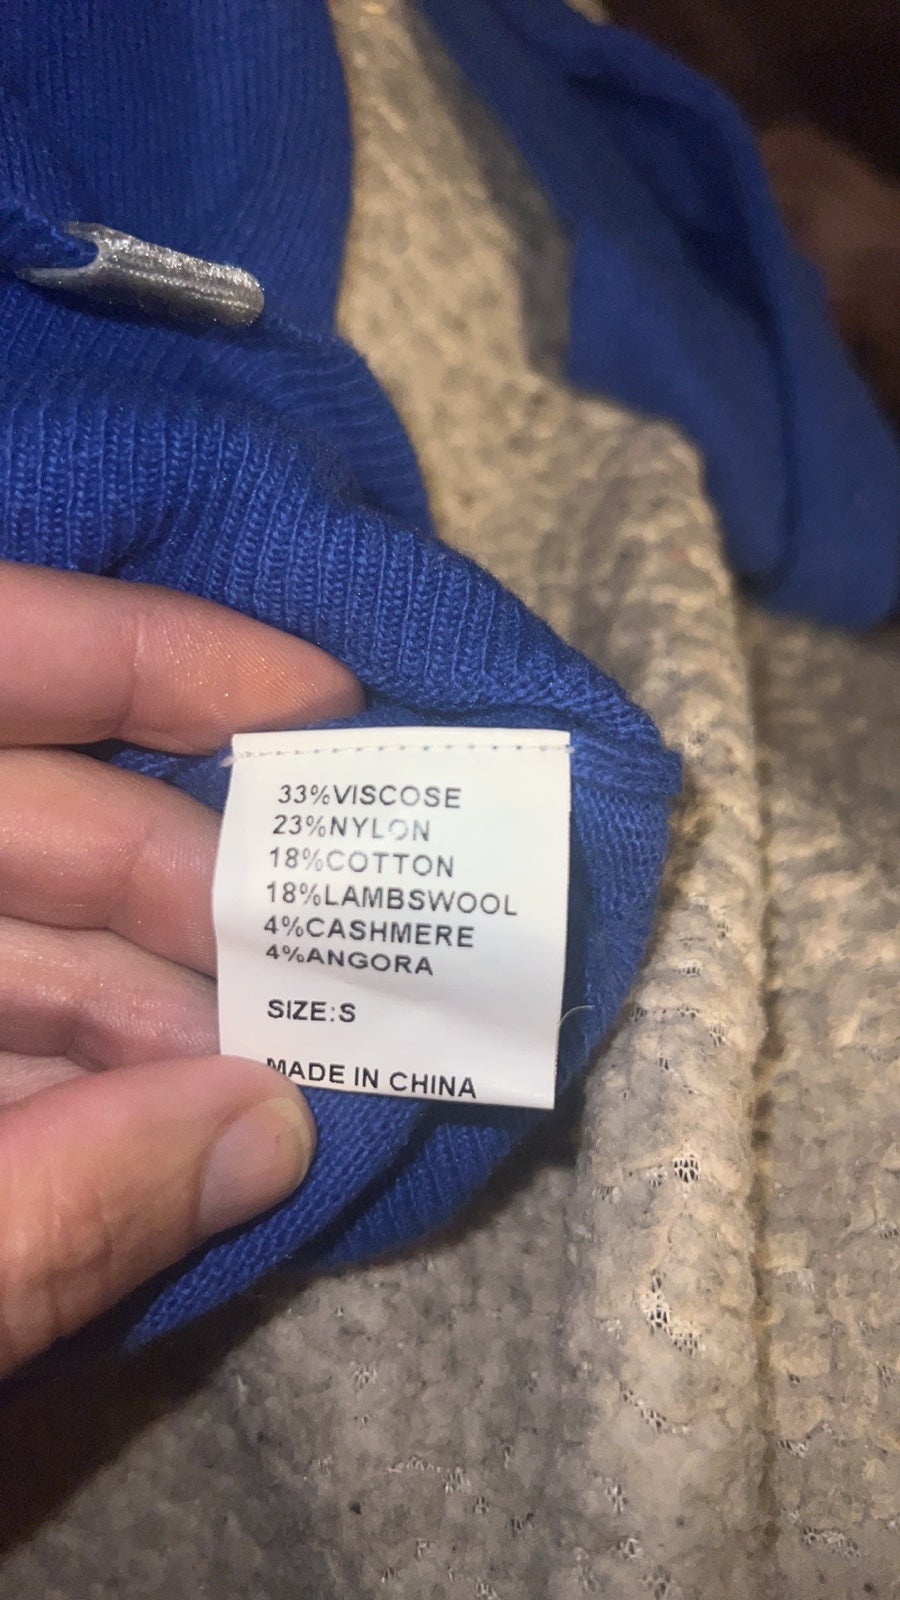 33%VISCOSE
23%NYLON
18%COTTON
18%LAMBSWOOL
4%CASHMERE
4%ANGORA
SIZE:S
MADE IN CHINA